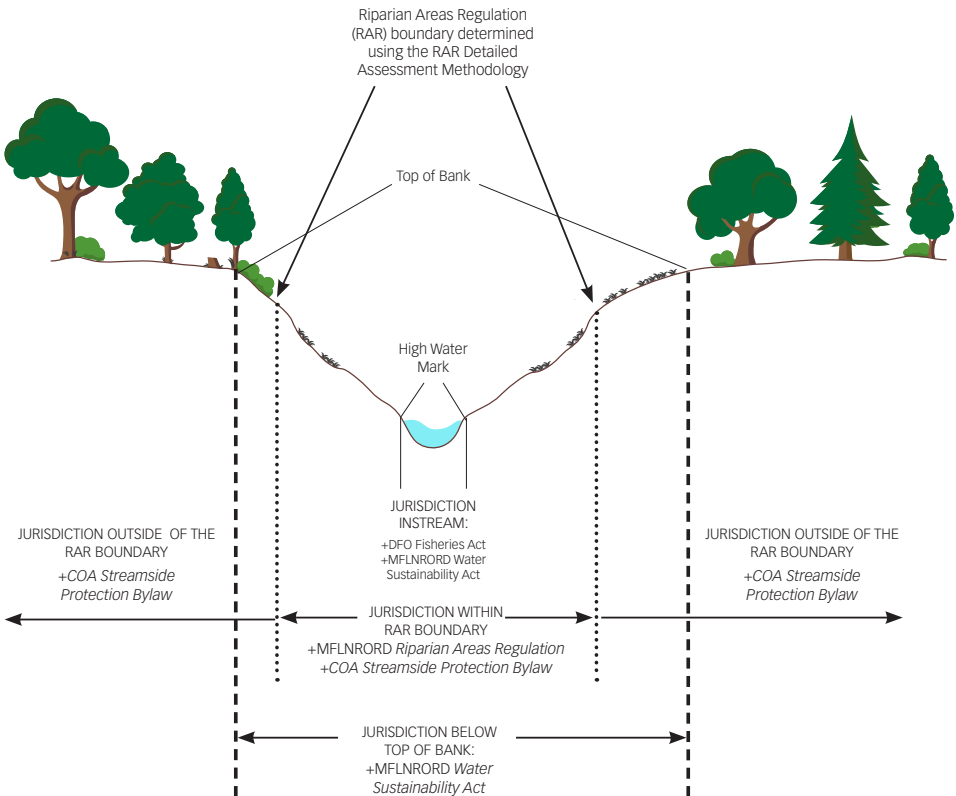 Riparian Areas Regulation
(RAR) boundary determined
using the RAR Detailed
Assessment Methodology
Top of Bank
High Water
Mark
JURISDICTION
INSTREAM:
+DFO Fisheries Act
+MFLNRORD Water
Sustainability Act
JURISDICTION OUTSIDE OF THE
RAR BOUNDARY
+COA Streamside
Protection Bylaw
JURISDICTION OUTSIDE OF THE
RAR BOUNDARY
+COA Streamside
Protection Bylaw
JURISDICTION WITHIN
RAR BOUNDARY
+MFLNRORD Riparian Areas Regulation
+COA Streamside Protection Bylaw
JURISDICTION BELOW
TOP OF BANK:
+MFLNRORD Water
Sustainability Act